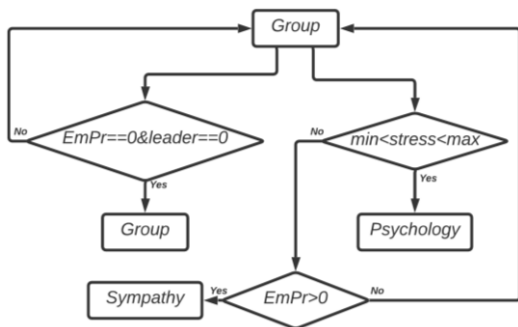 Group
No
EmPr==0&leader==0
No
min<stress<max
Yes
Yes
Group
Psychology
Sympathy
Yes
EmPr>0
No